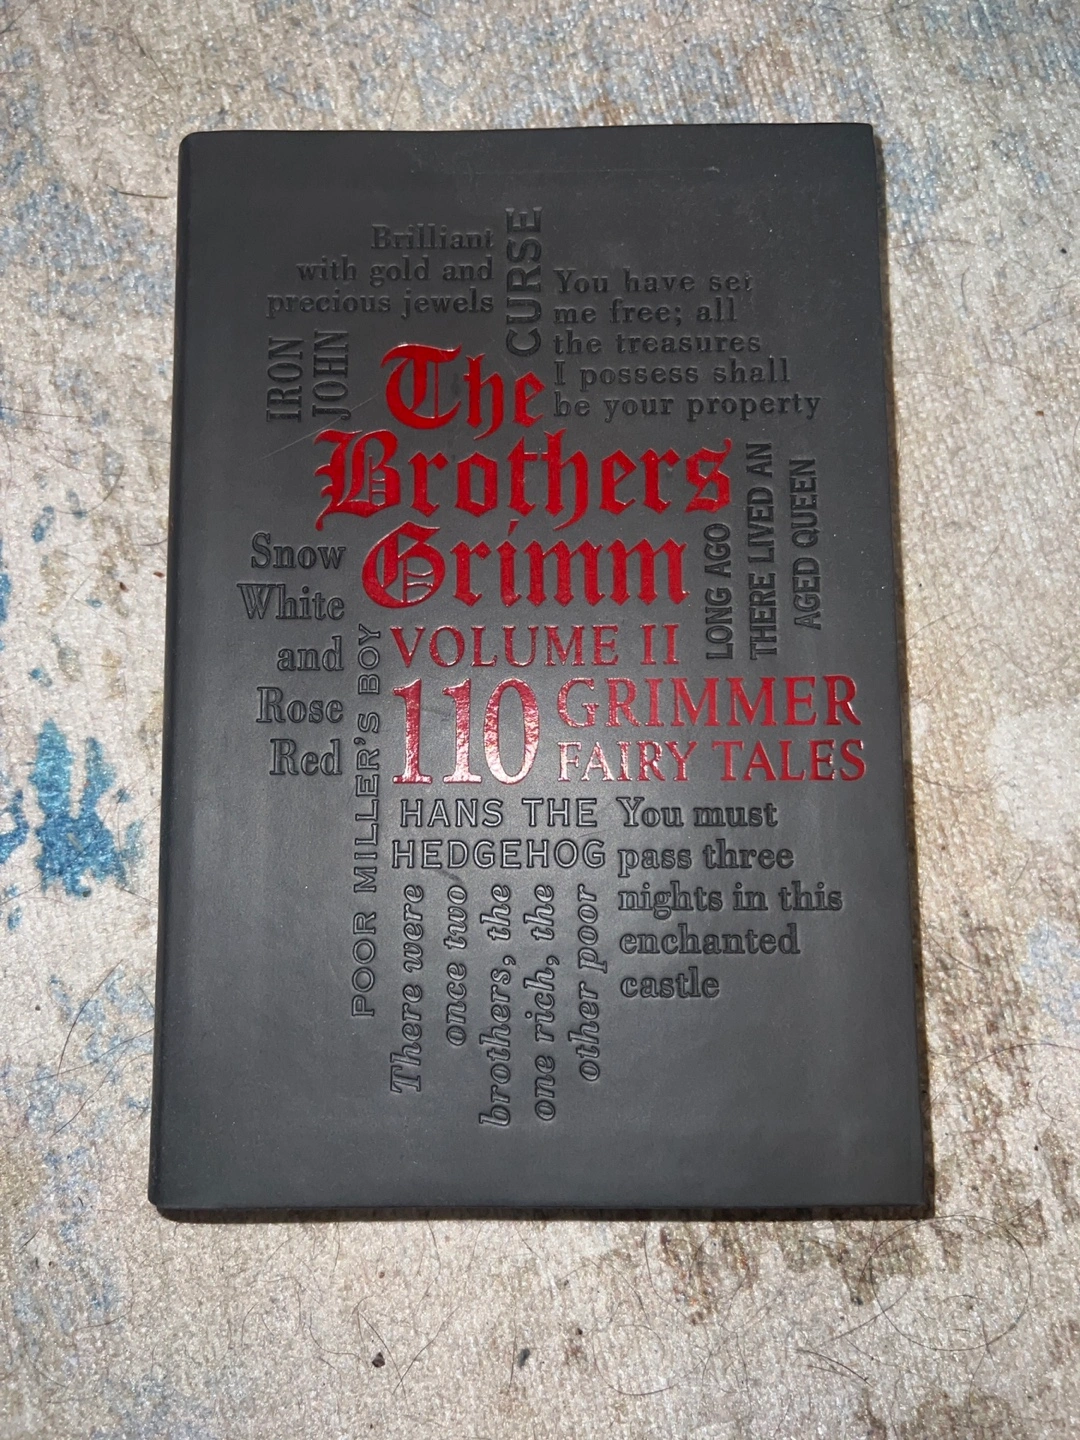 Brilliant
with gold and
precious jewels
CURSE
You have set
me free; all
the treasures
I possess shall
be your property
IRON
JOHN
The
Brothers
Grimm
VOLUME II
110 GRIMMER
FAIRY TALES
LONG AGO
THERE LIVED AN
AGED QUEEN
Snow
White
and
Rose
Red
POOR MILLER'S BOY
HANS THE
HEDGEHOG
You must
pass three
nights in this
enchanted
castle
There were
once two
brothers, the
one rich, the
other poor